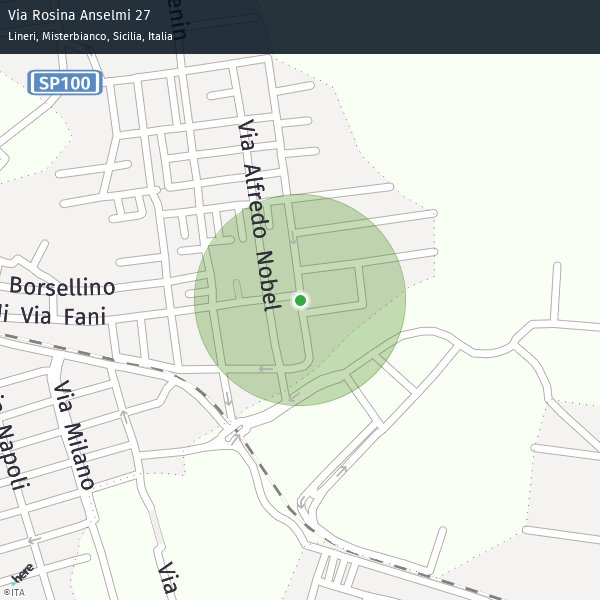 Via Rosina Anselmi 27
Lineri, Misterbianco, Sicilia, Italia
enin
SP100
Via Alfredo Nobel
Borsellino
di Via Fani
Via Milano
Napoli
Via
here
©ITA